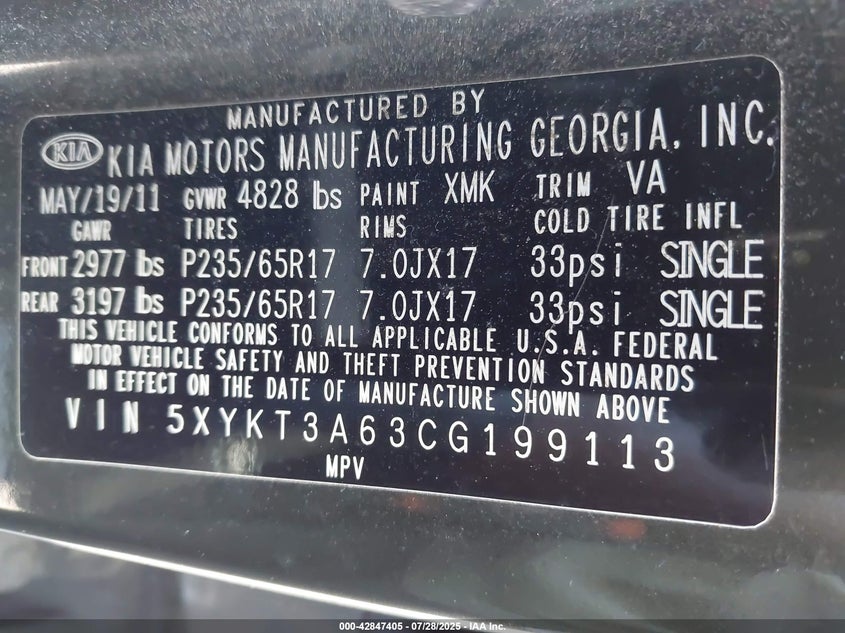 MANUFACTURED BY
KIA KIA MOTORS MANUFACTURING GEORGIA, INC.
MAY/19/11 GVWR 4828 lbs PAINT XMK TRIM VA
GAWR TIRES RIMS COLD TIRE INFL
FRONT 2977 lbs P235/65R17 7.0JX17 33psi SINGLE
REAR 3197 lbs P235/65R17 7.0JX17 33psi SINGLE
THIS VEHICLE CONFORMS TO ALL APPLICABLE U.S.A. FEDERAL
MOTOR VEHICLE SAFETY AND THEFT PREVENTION STANDARDS
IN EFFECT ON THE DATE OF MANUFACTURE SHOWN ABOVE
VIN 5XYKT3A63CG199113
MPV
000-42847405 - 07/28/2025 - © IAA Inc.